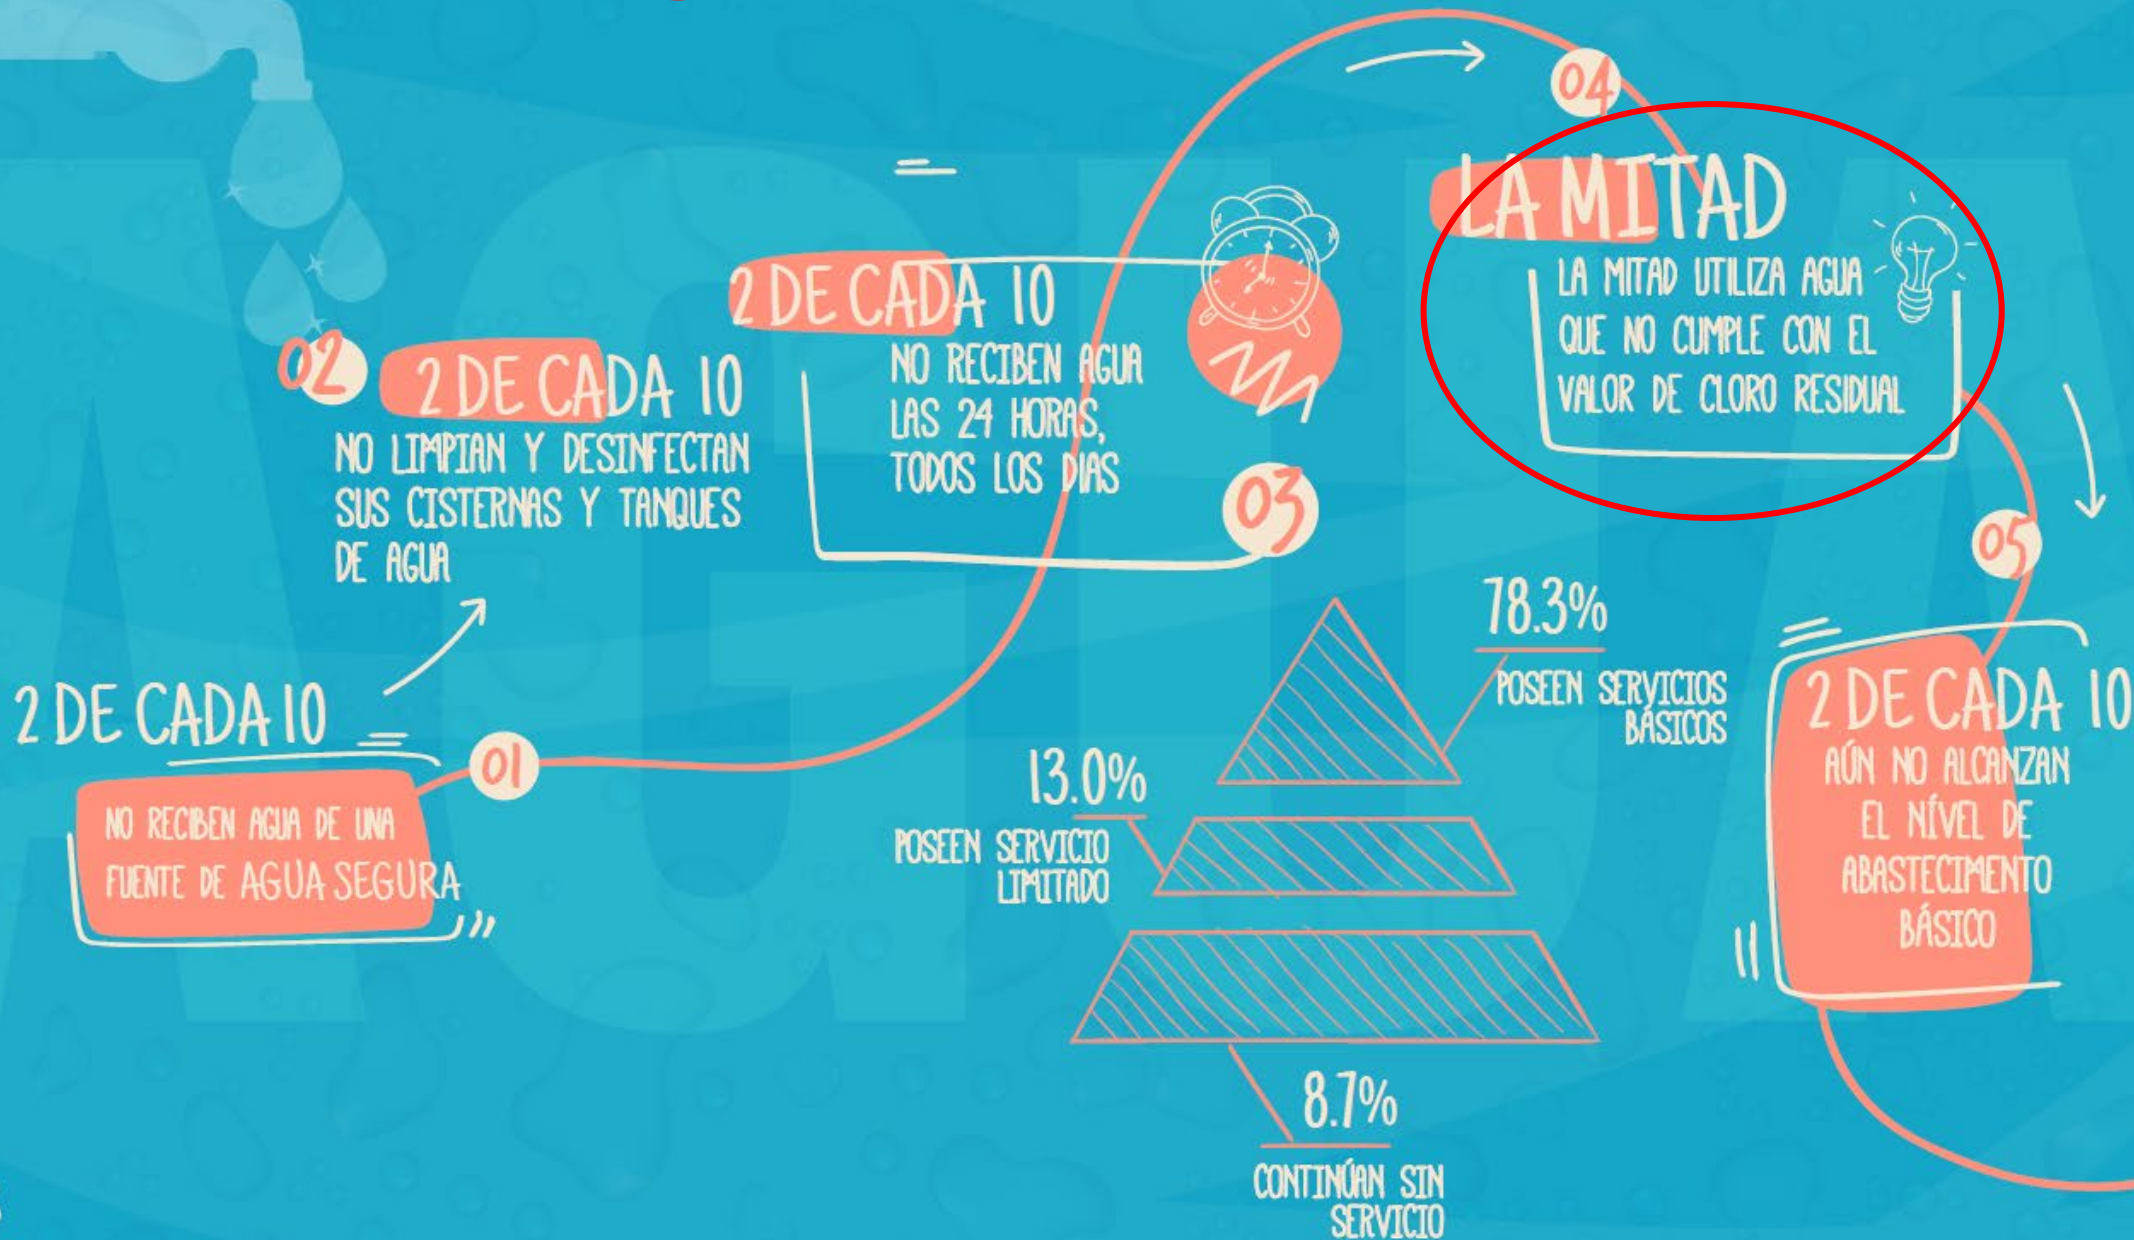 AGUA
2 DE CADA 10
01
NO RECIBEN AGUA DE UNA
FUENTE DE AGUA SEGURA
02
2 DE CADA 10
NO LIMPIAN Y DESINFECTAN
SUS CISTERNAS Y TANQUES
DE AGUA
2 DE CADA 10
NO RECIBEN AGUA
LAS 24 HORAS,
TODOS LOS DIAS
03
04
LA MITAD
LA MITAD UTILIZA AGUA
QUE NO CUMPLE CON EL
VALOR DE CLORO RESIDUAL
05
2 DE CADA 10
AÚN NO ALCANZAN
EL NÍVEL DE
ABASTECIMENTO
BÁSICO
78.3%
POSEEN SERVICIOS
BÁSICOS
13.0%
POSEEN SERVICIO
LIMITADO
8.7%
CONTINÚAN SIN
SERVICIO